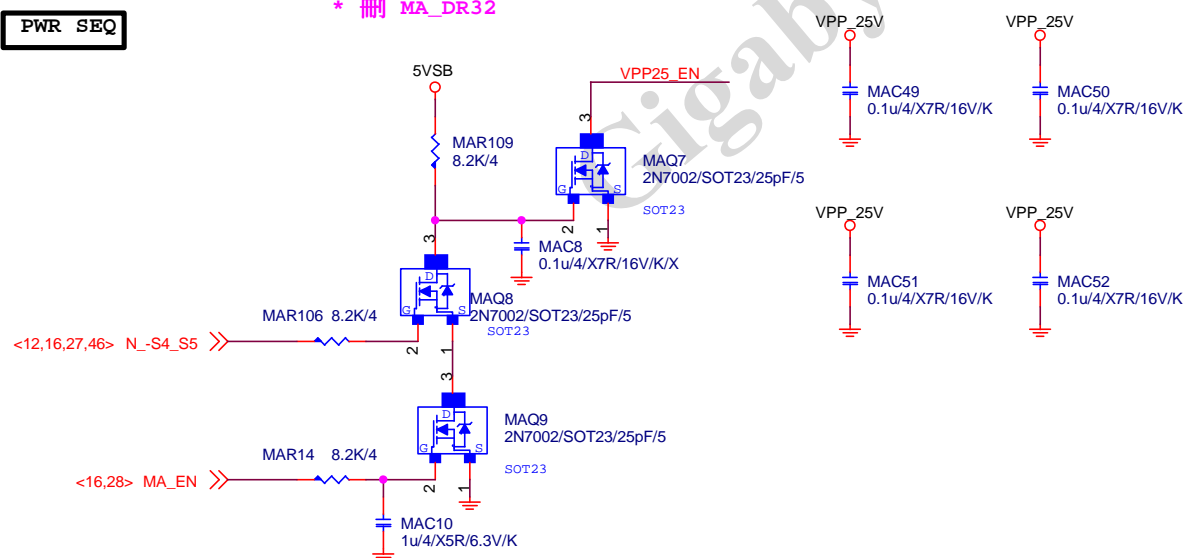 * 刪 MA_DR32
PWR SEQ
Gigaby
5VSB
VPP25_EN
VPP_25V
VPP_25V
MAC49
0.1u/4/X7R/16V/K
MAC50
0.1u/4/X7R/16V/K
MAR109
8.2K/4
3
D
G
S
MAQ7
2N7002/SOT23/25pF/5
SOT23
2
1
MAC8
0.1u/4/X7R/16V/K/X
VPP_25V
VPP_25V
MAC51
0.1u/4/X7R/16V/K
MAC52
0.1u/4/X7R/16V/K
3
D
G
S
MAQ8
2N7002/SOT23/25pF/5
SOT23
MAR106 8.2K/4
<12,16,27,46> N_-S4_S5
2
1
3
D
G
S
MAQ9
2N7002/SOT23/25pF/5
SOT23
MAR14 8.2K/4
<16,28> MA_EN
2
1
MAC10
1u/4/X5R/6.3V/K